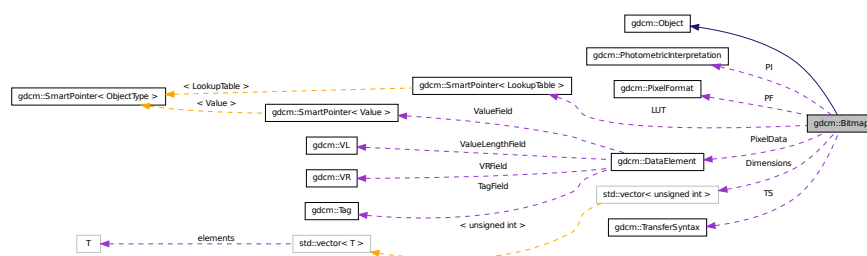 gdcm::Object
gdcm::PhotometricInterpretation
PI
gdcm::PixelFormat
PF
< LookupTable >
gdcm::SmartPointer< LookupTable >
gdcm::SmartPointer< ObjectType >
< Value >
gdcm::SmartPointer< Value >
ValueField
LUT
gdcm::Bitmap
PixelData
gdcm::VL
ValueLengthField
gdcm::DataElement
Dimensions
VRField
gdcm::VR
TagField
std::vector< unsigned int >
TS
gdcm::Tag
< unsigned int >
gdcm::TransferSyntax
T
elements
std::vector< T >